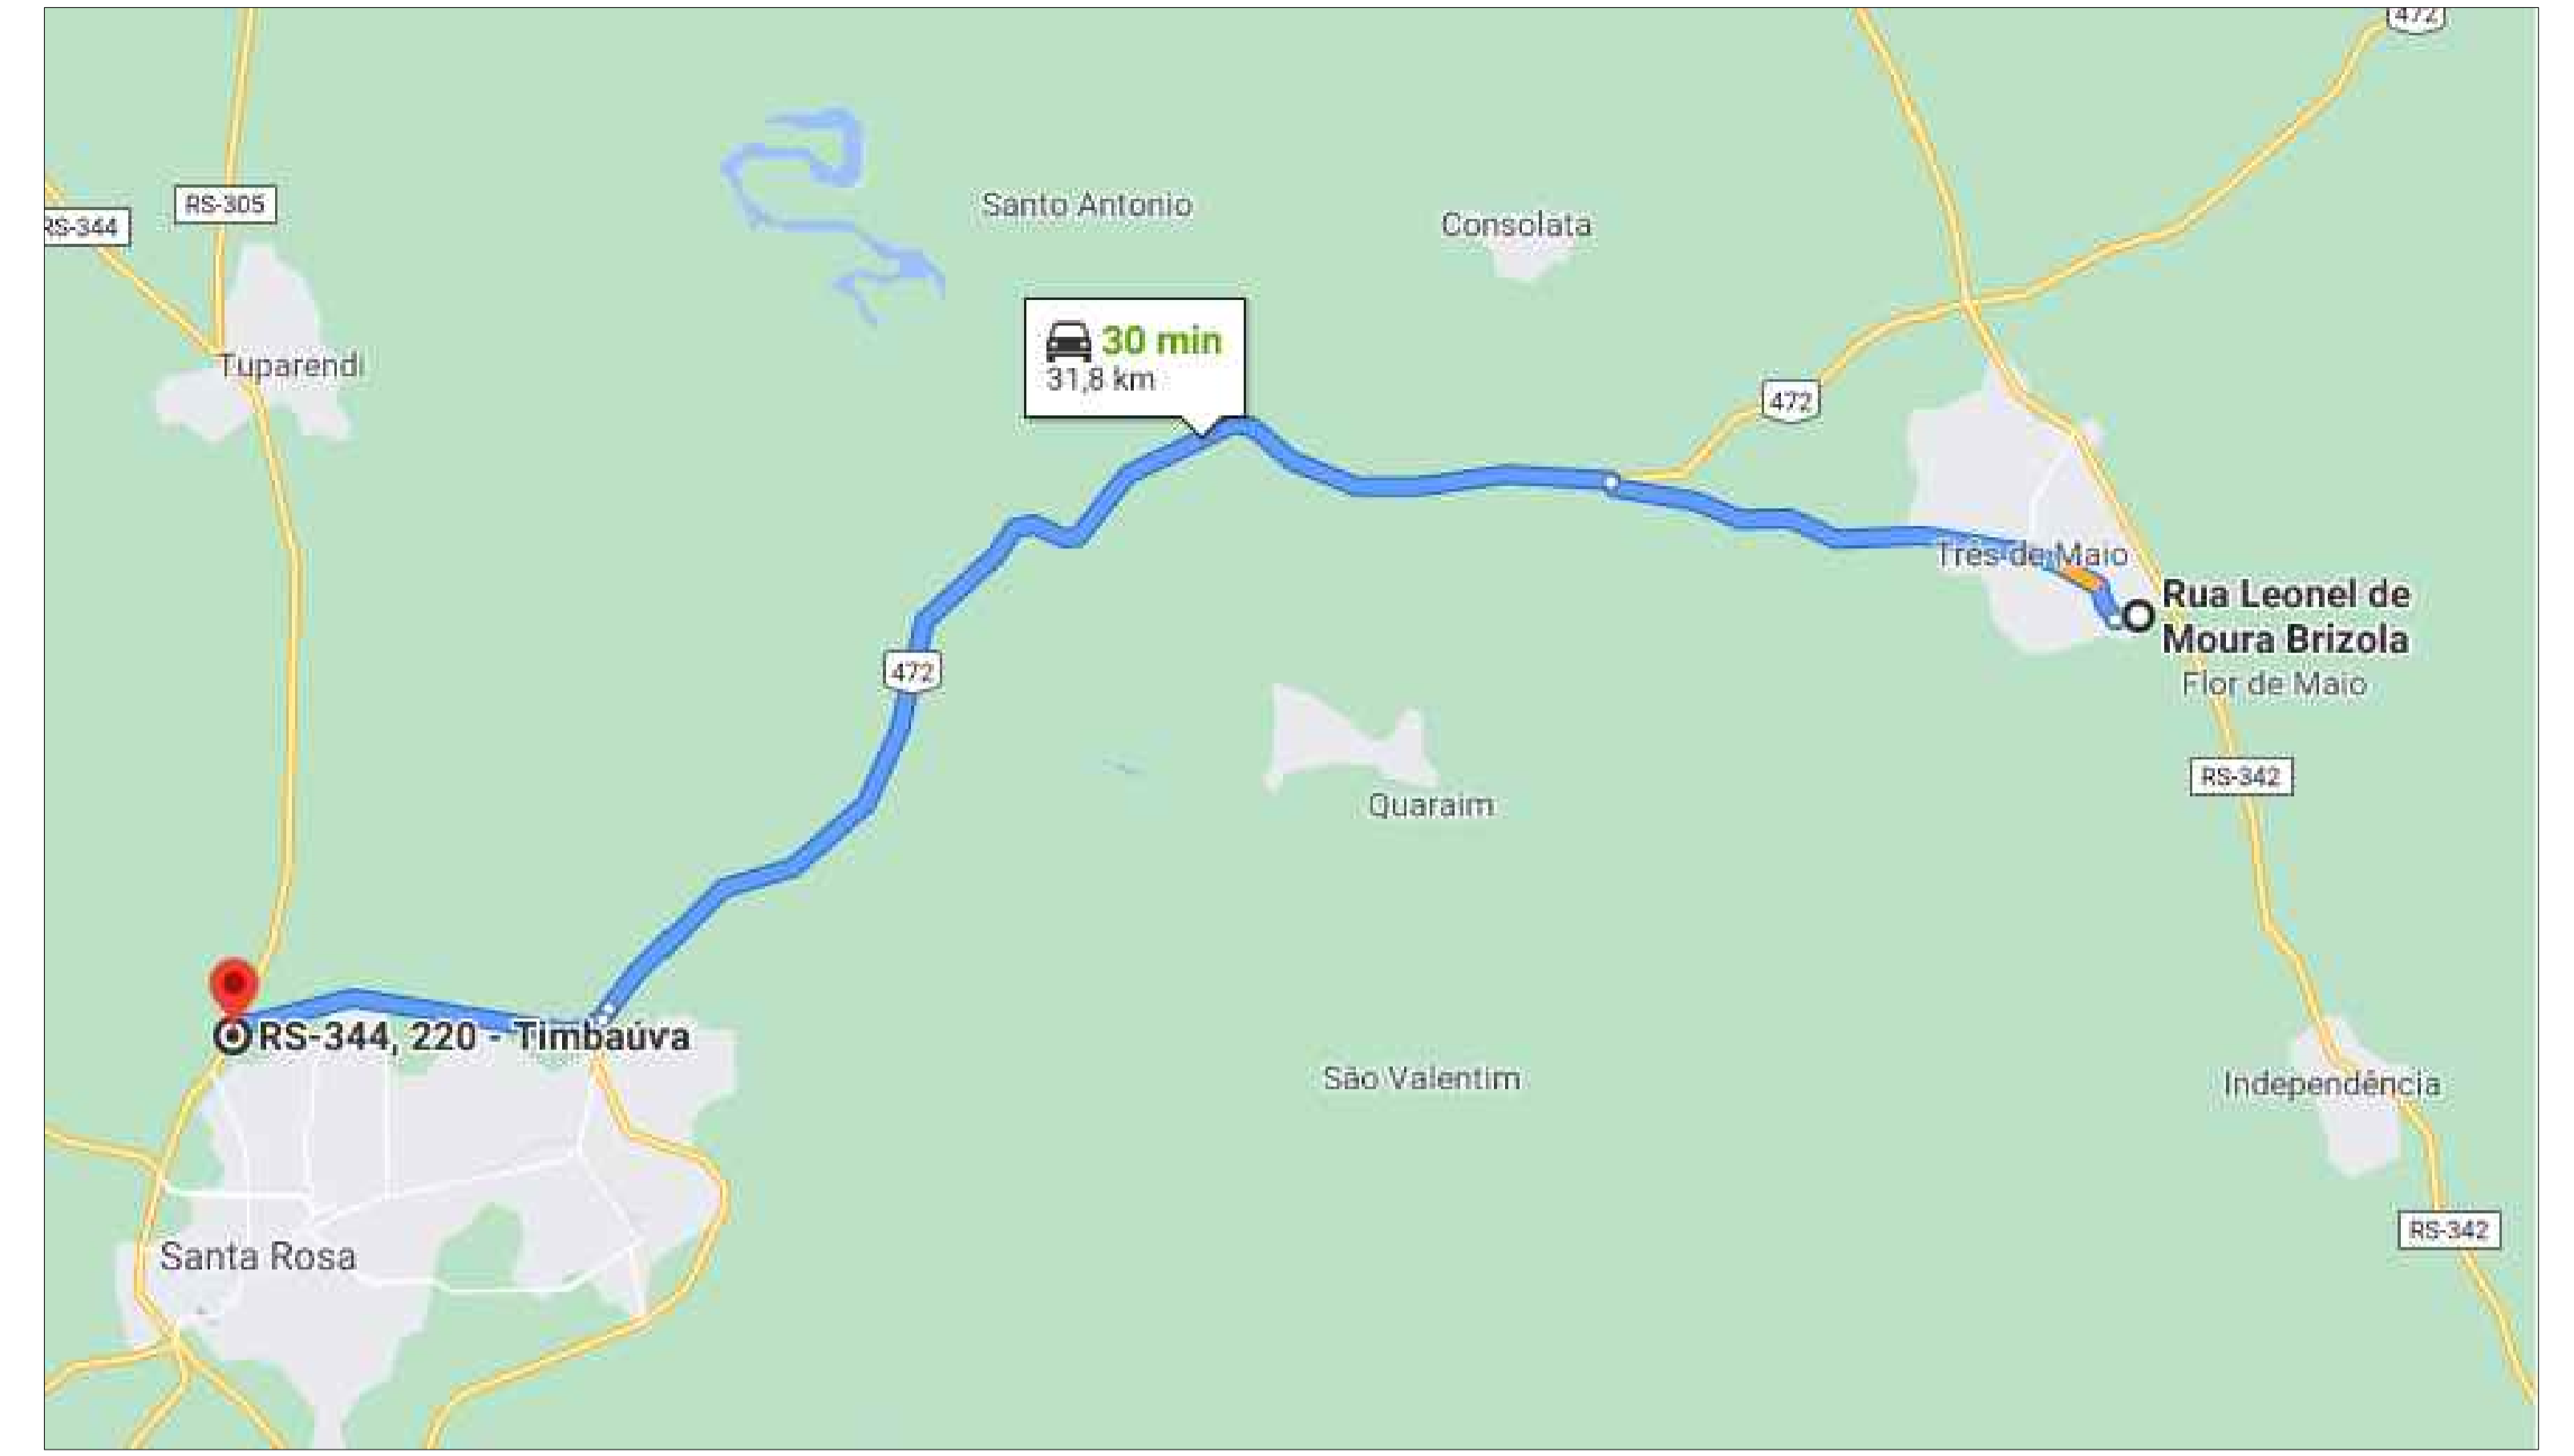 472
RS-305
RS-344
Santo Antonio
Consolata
30 min
31,8 km
Tuparendi
472
Três de Maio
Rua Leonel de
Moura Brizola
Flor de Maio
472
RS-342
Quaraim
RS-344, 220 - Timbaúva
São Valentim
Independência
RS-342
Santa Rosa